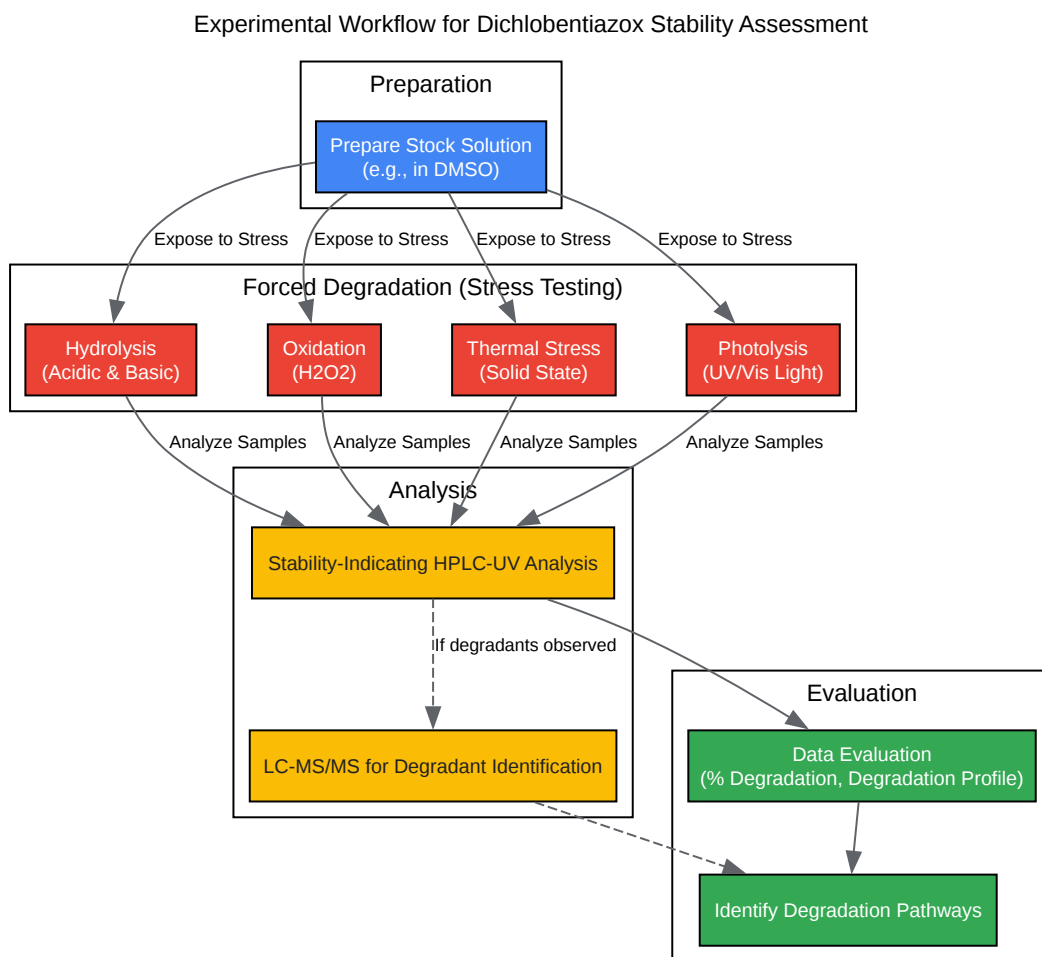 Experimental Workflow for Dichlobentiazox Stability Assessment
Preparation
Prepare Stock Solution
(e.g., in DMSO)
Expose to Stress
Expose to Stress
Expose to Stress
Expose to Stress
Forced Degradation (Stress Testing)
Hydrolysis
(Acidic & Basic)
Oxidation
(H2O2)
Thermal Stress
(Solid State)
Photolysis
(UV/Vis Light)
Analyze Samples
Analyze Samples
Analyze Samples
Analyze Samples
Analysis
Stability-Indicating HPLC-UV Analysis
If degradants observed
LC-MS/MS for Degradant Identification
Evaluation
Data Evaluation
(% Degradation, Degradation Profile)
Identify Degradation Pathways